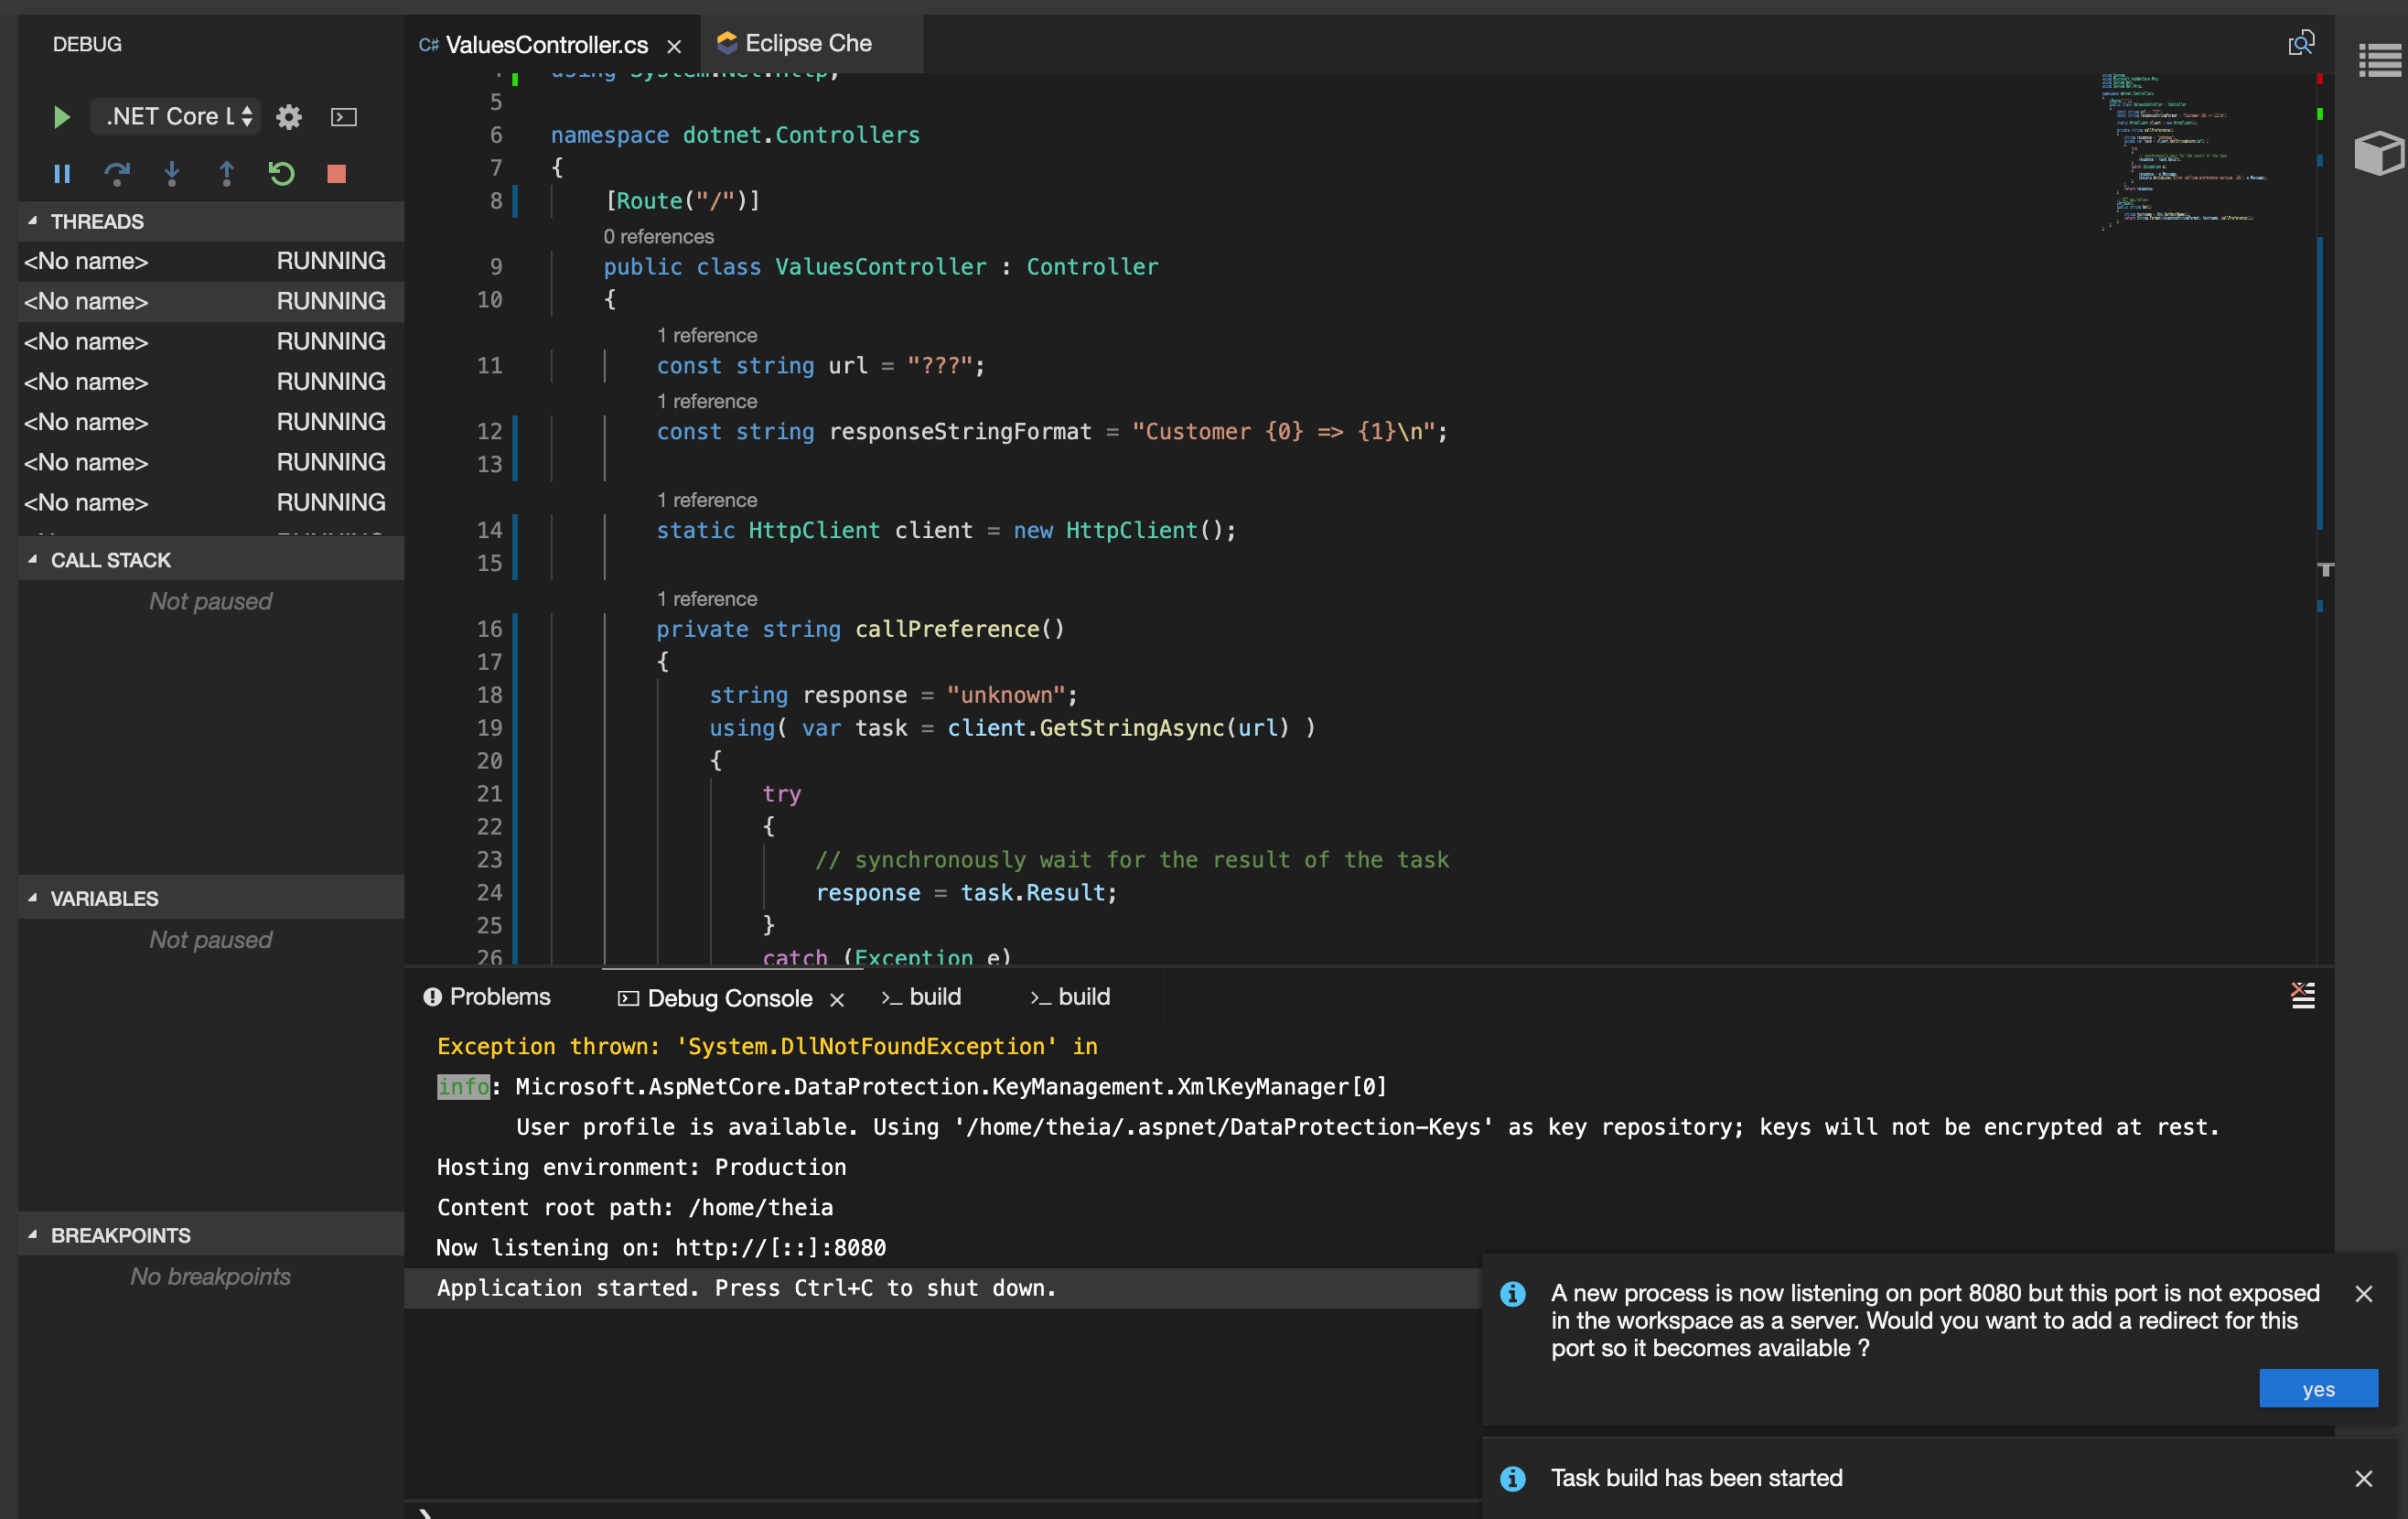 DEBUG
.NET Core L
THREADS
<No name> RUNNING
<No name> RUNNING
<No name> RUNNING
<No name> RUNNING
<No name> RUNNING
<No name> RUNNING
<No name> RUNNING
CALL STACK
Not paused
VARIABLES
Not paused
BREAKPOINTS
No breakpoints
C# ValuesController.cs
Eclipse Che
4 using System.Net.Http;
5
6 namespace dotnet.Controllers
7 {
8 [Route("/")]
0 references
9 public class ValuesController : Controller
10 {
1 reference
11 const string url = "???";
1 reference
12 const string responseStringFormat = "Customer {0} => {1}\n";
13
1 reference
14 static HttpClient client = new HttpClient();
15
1 reference
16 private string callPreference()
17 {
18 string response = "unknown";
19 using( var task = client.GetStringAsync(url) )
20 {
21 try
22 {
23 // synchronously wait for the result of the task
24 response = task.Result;
25 }
26 catch (Exception e)
Problems
Debug Console
>_ build
>_ build
Exception thrown: 'System.DllNotFoundException' in
info: Microsoft.AspNetCore.DataProtection.KeyManagement.XmlKeyManager[0]
User profile is available. Using '/home/theia/.aspnet/DataProtection-Keys' as key repository; keys will not be encrypted at rest.
Hosting environment: Production
Content root path: /home/theia
Now listening on: http://[::]:8080
Application started. Press Ctrl+C to shut down.
A new process is now listening on port 8080 but this port is not exposed
in the workspace as a server. Would you want to add a redirect for this
port so it becomes available ?
yes
Task build has been started